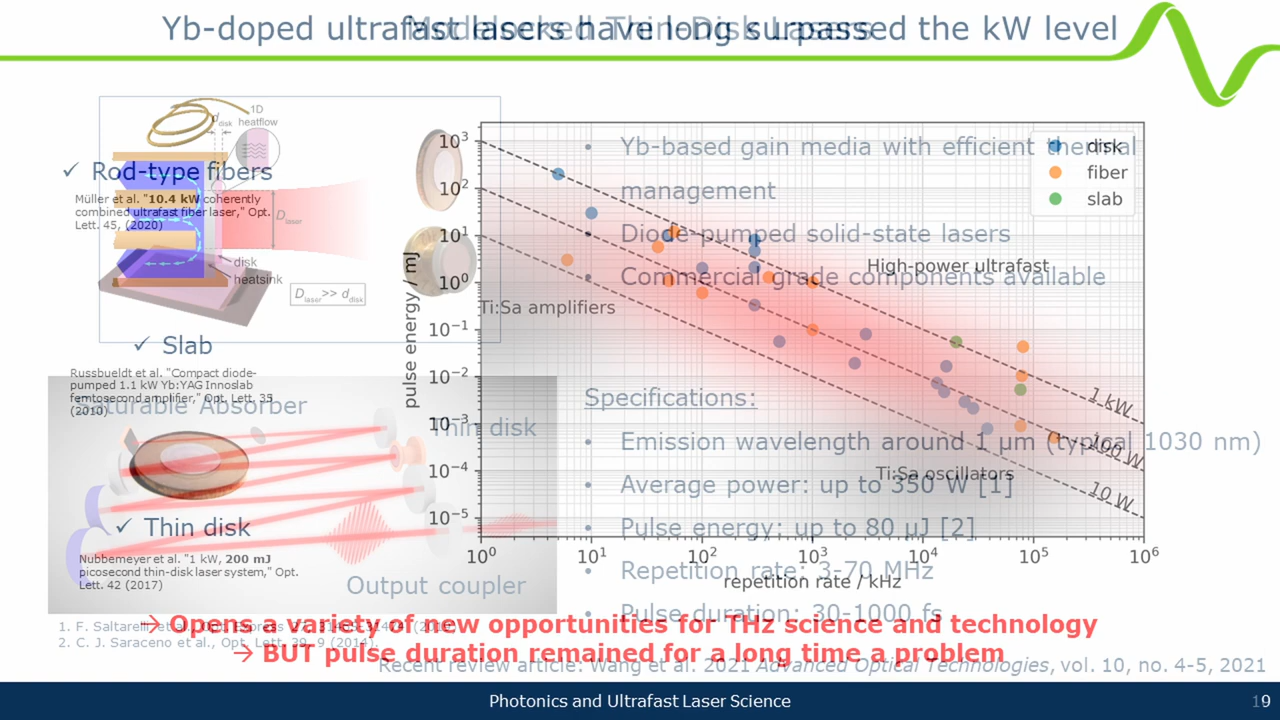 Yb-doped ultrafast lasers have long surpassed the kW level
Modelocked Thin-Disk Lasers
✓ Rod-type fibers
Müller et al. "10.4 kW coherently
combined ultrafast fiber laser," Opt.
Lett. 45, (2020)
✓ Slab
Russbueldt et al. "Compact diode-
pumped 1.1 kW Yb:YAG Innoslab
femtosecond amplifier," Opt. Lett. 35
(2010)
✓ Thin disk
Nubbemeyer et al. "1 kW, 200 mJ
picosecond thin-disk laser system," Opt.
Lett. 42 (2017)
1D
heatflow
d disk
D laser
disk
heatsink
D laser >> d disk
Saturable Absorber
Thin disk
Output coupler
pulse energy / mJ
10³
10²
10¹
10⁰
10⁻¹
10⁻²
10⁻³
10⁻⁴
10⁻⁵
10⁰ 10¹ 10² 10³ 10⁴ 10⁵ 10⁶
repetition rate / kHz
disk
fiber
slab
High-power ultrafast
Ti:Sa amplifiers
Ti:Sa oscillators
1 kW
100 W
10 W
• Yb-based gain media with efficient thermal
management
• Diode-pumped solid-state lasers
• Commercial grade components available
Specifications:
• Emission wavelength around 1 µm (typical 1030 nm)
• Average power: up to 350 W [1]
• Pulse energy: up to 80 µJ [2]
• Repetition rate: 3-70 MHz
• Pulse duration: 30-1000 fs
→ Opens a variety of new opportunities for THz science and technology
→ BUT pulse duration remained for a long time a problem
1. F. Saltarelli et al., Opt. Express
2. C. J. Saraceno et al., Opt. Lett. 39, 9 (2014).
Recent review article: Wang et al. 2021 Advanced Optical Technologies, vol. 10, no. 4-5, 2021
Photonics and Ultrafast Laser Science
19